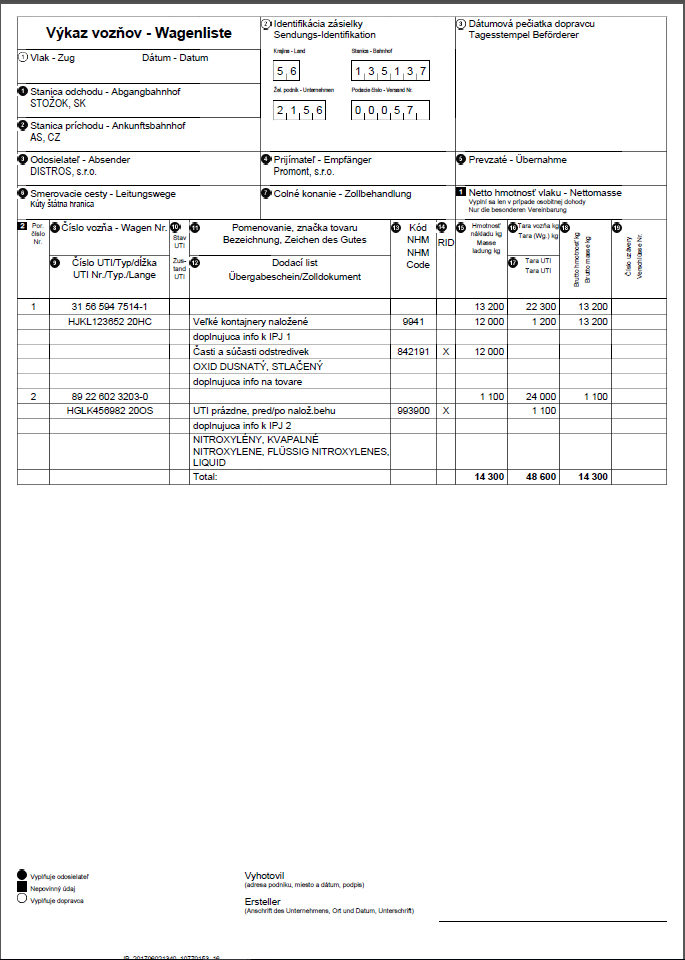 Výkaz vozňov - Wagenliste
1 Vlak - Zug Dátum - Datum
1 Stanica odchodu - Abgangbahnhof
STOŽOK, SK
2 Stanica príchodu - Ankunftsbahnhof
AS, CZ
3 Odosielateľ - Absender
DISTROS, s.r.o.
6 Smerovacie cesty - Leitungswege
Kúty štátna hranica
2 Identifikácia zásielky
Sendungs-Identifikation
Krajina - Land Stanica - Bahnhof
5 6 1 3 5 1 3 7
Žel. podnik - Unternehmen Podacie číslo - Versand Nr.
2 1 5 6 0 0 0 5 7
4 Prijímateľ - Empfänger
Promont, s.r.o.
7 Colné konanie - Zollbehandlung
3 Dátumová pečiatka dopravcu
Tagesstempel Beförderer
5 Prevzaté - Übernahme
1 Netto hmotnosť vlaku - Nettomasse
Vyplní sa len v prípade osobitnej dohody
Nur die besonderen Vereinbarung
2 Por. číslo Nr.
8 Číslo vozňa - Wagen Nr.
9 Číslo UTI/Typ/dĺžka
UTI Nr./Typ./Lange
10 Stav UTI
Zus-tand UTI
11 Pomenovanie, značka tovaru
Bezeichnung, Zeichen des Gutes
12 Dodací list
Übergabeschein/Zolldokument
13 Kód
NHM
NHM
Code
14 RID
15 Hmotnosť
nákladu kg
Masse
ladung kg
16 Tara vozňa kg
Tara (Wg.) kg
17 Tara UTI
Tara UTI
18 Brutto hmotnosť kg
Brutto masse kg
19 Číslo uzávery
Verschlüsse Nr.
1 31 56 594 7514-1 13 200 22 300 13 200
HJKL123652 20HC Veľké kontajnery naložené 9941 12 000 1 200 13 200
doplnujuca info k IPJ 1
Časti a súčasti odstredivek 842191 X 12 000
OXID DUSNATÝ, STLAČENÝ
doplnujuca info na tovare
2 89 22 602 3203-0 1 100 24 000 1 100
HGLK456982 20OS UTI prázdne, pred/po nalož.behu 993900 X 1 100
doplnujuca info k IPJ 2
NITROXYLÉNY, KVAPALNÉ
NITROXYLENE, FLÜSSIG NITROXYLENES,
LIQUID
Total: 14 300 48 600 14 300
Vyplňuje odosielateľ
Nepovinný údaj
Vyplňuje dopravca
Vyhotovil
(adresa podniku, miesto a dátum, podpis)
Ersteller
(Anschrift des Unternehmens, Ort und Datum, Unterschrift)